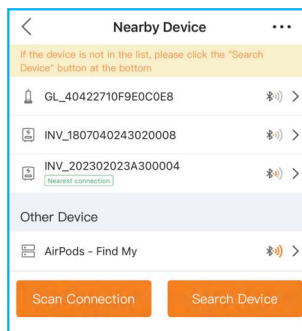 Nearby Device
If the device is not in the list, please click the "Search
Device" button at the bottom
GL_40422710F9E0C0E8
INV_1807040243020008
INV_202302023A300004
Nearest connection
Other Device
AirPods - Find My
Scan Connection
Search Device